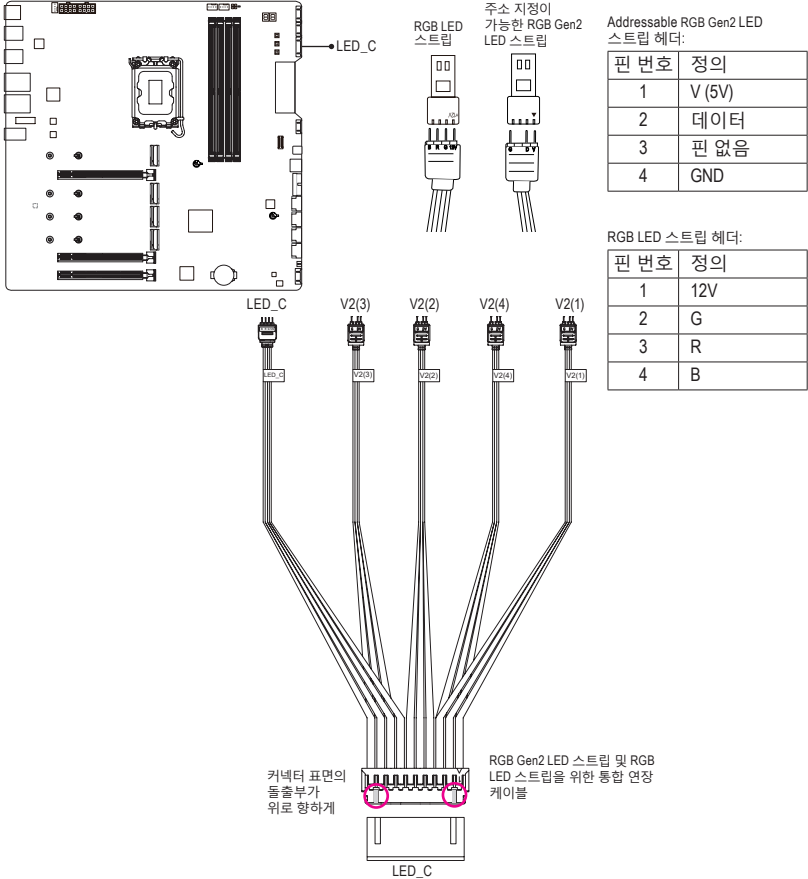 LED_C
RGB LED
스트립
주소 지정이
가능한 RGB Gen2
LED 스트립
B R G 12V
G D V
Addressable RGB Gen2 LED
스트립 헤더:
핀 번호 정의
1 V (5V)
2 데이터
3 핀 없음
4 GND
RGB LED 스트립 헤더:
핀 번호 정의
1 12V
2 G
3 R
4 B
LED_C V2(3) V2(2) V2(4) V2(1)
LED_C V2(3) V2(2) V2(4) V2(1)
커넥터 표면의
돌출부가
위로 향하게
RGB Gen2 LED 스트립 및 RGB
LED 스트립을 위한 통합 연장
케이블
LED_C